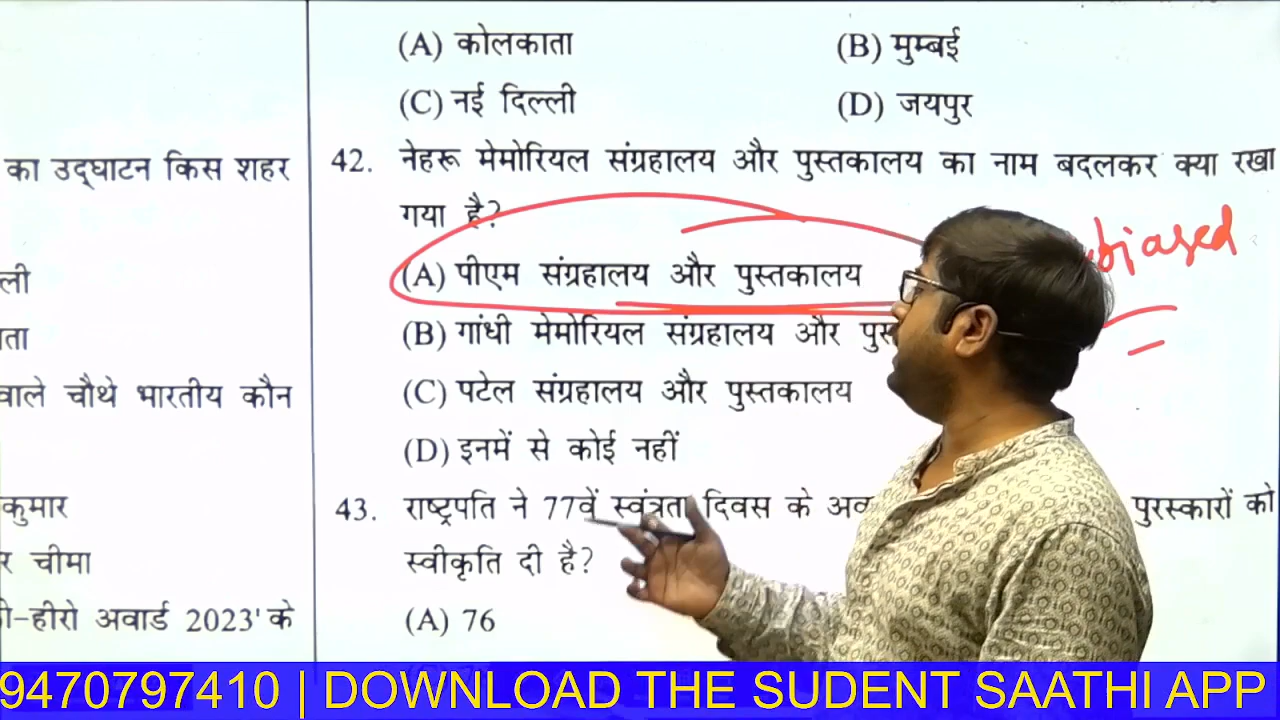 (A) कोलकाता (B) मुम्बई
(C) नई दिल्ली (D) जयपुर
का उद्घाटन किस शहर
ली
ता
वाले चौथे भारतीय कौन
कुमार
र चीमा
ी-हीरो अवार्ड 2023' के
42. नेहरू मेमोरियल संग्रहालय और पुस्तकालय का नाम बदलकर क्या रखा
गया है?
(A) पीएम संग्रहालय और पुस्तकालय
(B) गांधी मेमोरियल संग्रहालय और पुस
(C) पटेल संग्रहालय और पुस्तकालय
(D) इनमें से कोई नहीं
biased
43. राष्ट्रपति ने 77वें स्वंत्रता दिवस के अव पुरस्कारों को
स्वीकृति दी है?
(A) 76
9470797410 | DOWNLOAD THE SUDENT SAATHI APP